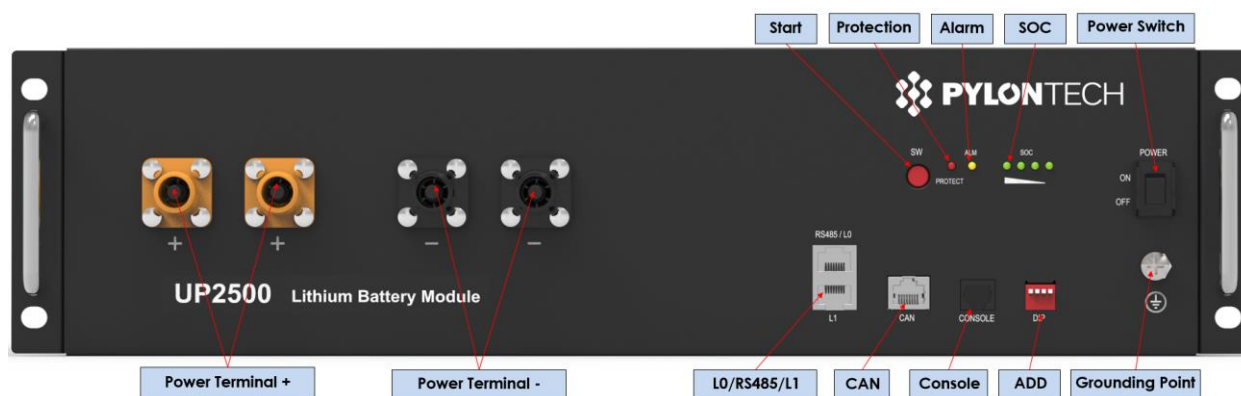 Start
Protection
Alarm
SOC
Power Switch
PYLONTECH
SW
ALM
SOC
POWER
PROTECT
ON
OFF
+
+
−
−
RS485 / L0
UP2500 Lithium Battery Module
L1
CAN
CONSOLE
DIP
Power Terminal +
Power Terminal -
L0/RS485/L1
CAN
Console
ADD
Grounding Point